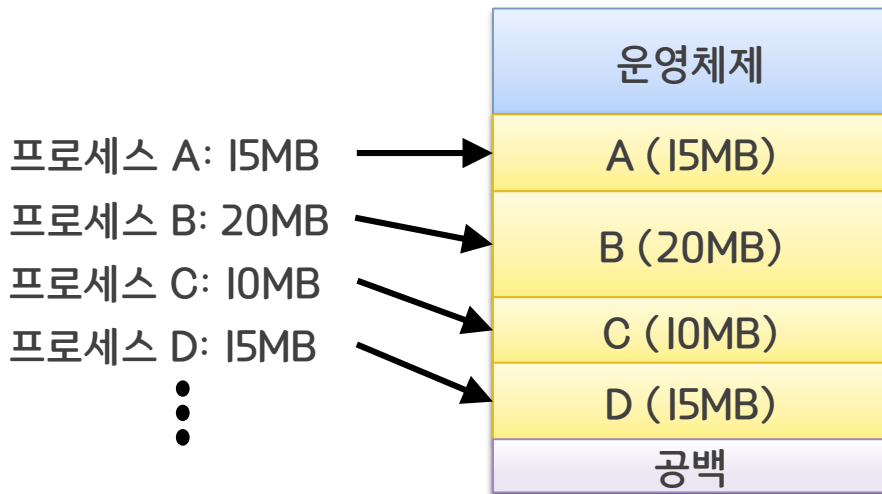 운영체제
프로세스 A: 15MB
A (15MB)
프로세스 B: 20MB
B (20MB)
프로세스 C: 10MB
C (10MB)
프로세스 D: 15MB
D (15MB)
공백